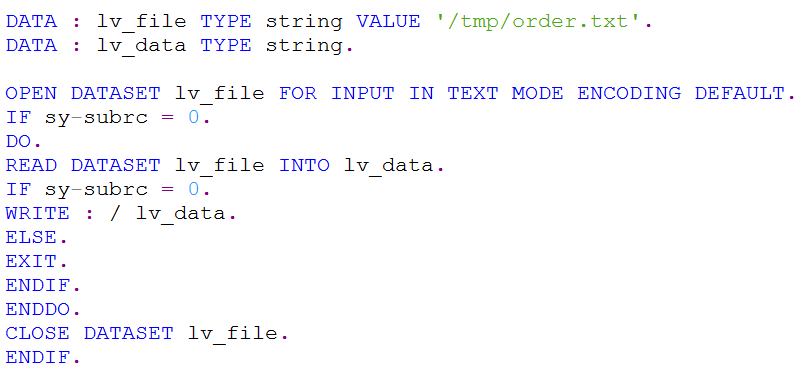 DATA : lv_file TYPE string VALUE '/tmp/order.txt'.
DATA : lv_data TYPE string.
OPEN DATASET lv_file FOR INPUT IN TEXT MODE ENCODING DEFAULT.
IF sy-subrc = 0.
DO.
READ DATASET lv_file INTO lv_data.
IF sy-subrc = 0.
WRITE : / lv_data.
ELSE.
EXIT.
ENDIF.
ENDDO.
CLOSE DATASET lv_file.
ENDIF.